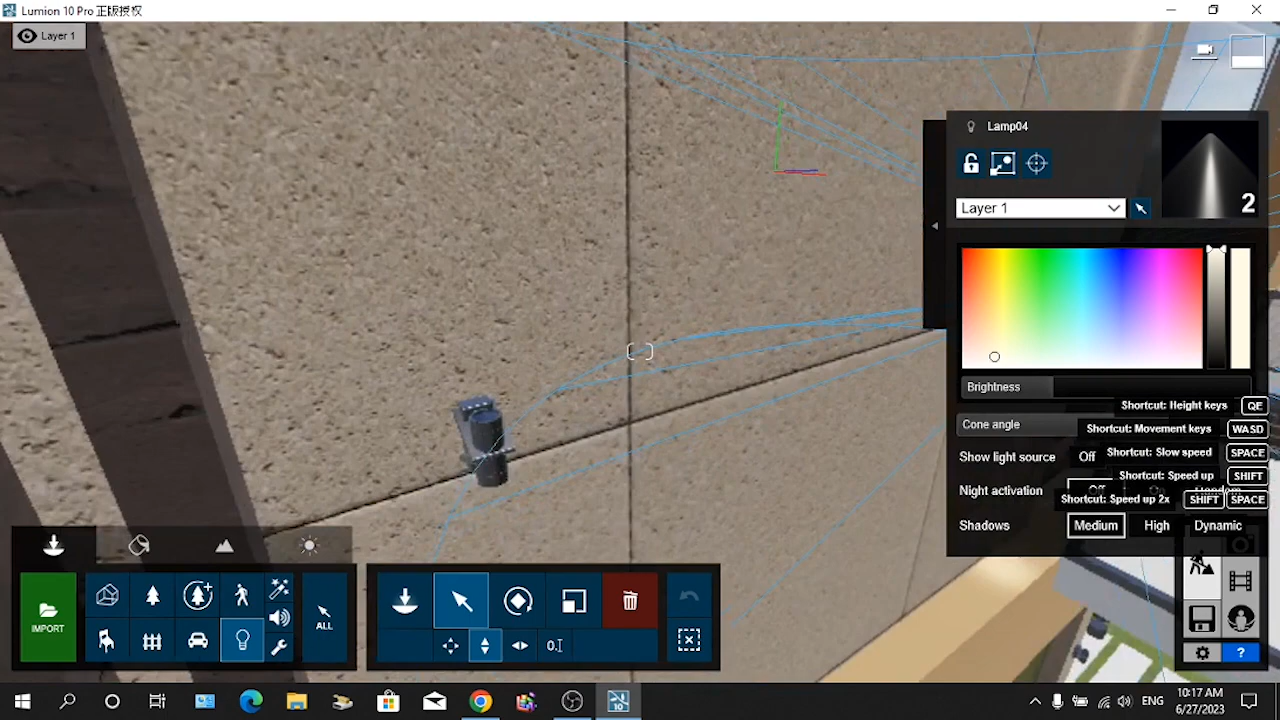 Lumion 10 Pro 正版授权
Layer 1
Lamp04
Layer 1
2
Brightness
Shortcut: Height keys QE
Cone angle
Shortcut: Movement keys WASD
Show light source Off
Shortcut: Slow speed SPACE
Shortcut: Speed up SHIFT
Night activation Off
Shortcut: Speed up 2x SHIFT SPACE
Shadows Medium High Dynamic
IMPORT
ALL
?
10
ENG
10:17 AM
6/27/2023